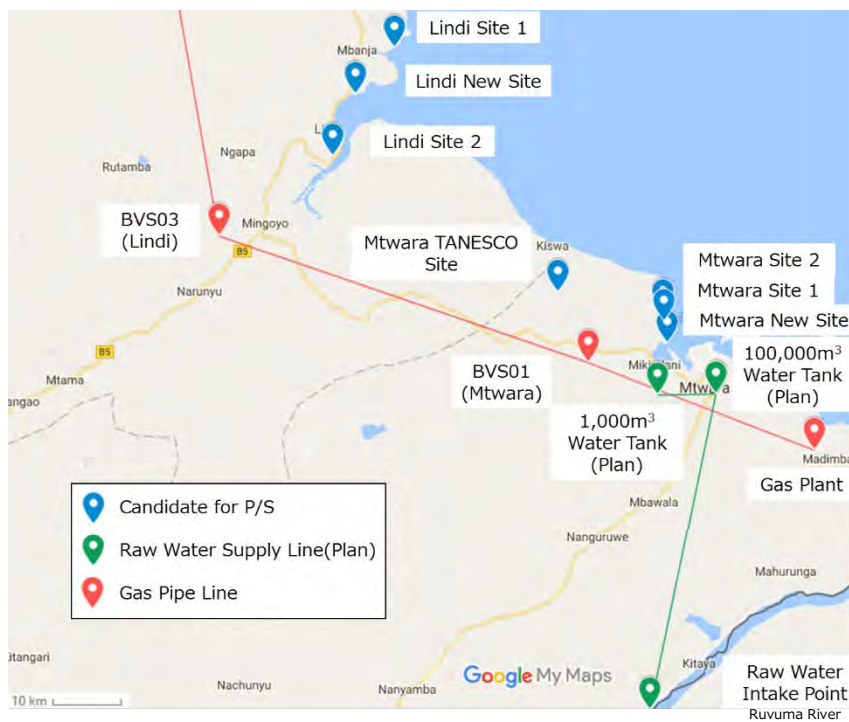 Lindi Site 1
Mbanja
Lindi New Site
Lindi Site 2
Ngapa
Rutamba
BVS03
(Lindi)
Mingoyo
B5
Mtwara TANESCO
Site
Kiswa
Mtwara Site 2
Mtwara Site 1
Mtwara New Site
Narunyu
B5
Mtama
BVS01
(Mtwara)
Mtwara
100,000m³
Water Tank
(Plan)
1,000m³
Water Tank
(Plan)
Madimba
Gas Plant
Candidate for P/S
Raw Water Supply Line(Plan)
Gas Pipe Line
Mbawala
Nanguruwe
Mahurunga
Kitaya
Google My Maps
Nachunyu
Nanyamba
10 km
Raw Water
Intake Point
Ruvuma River